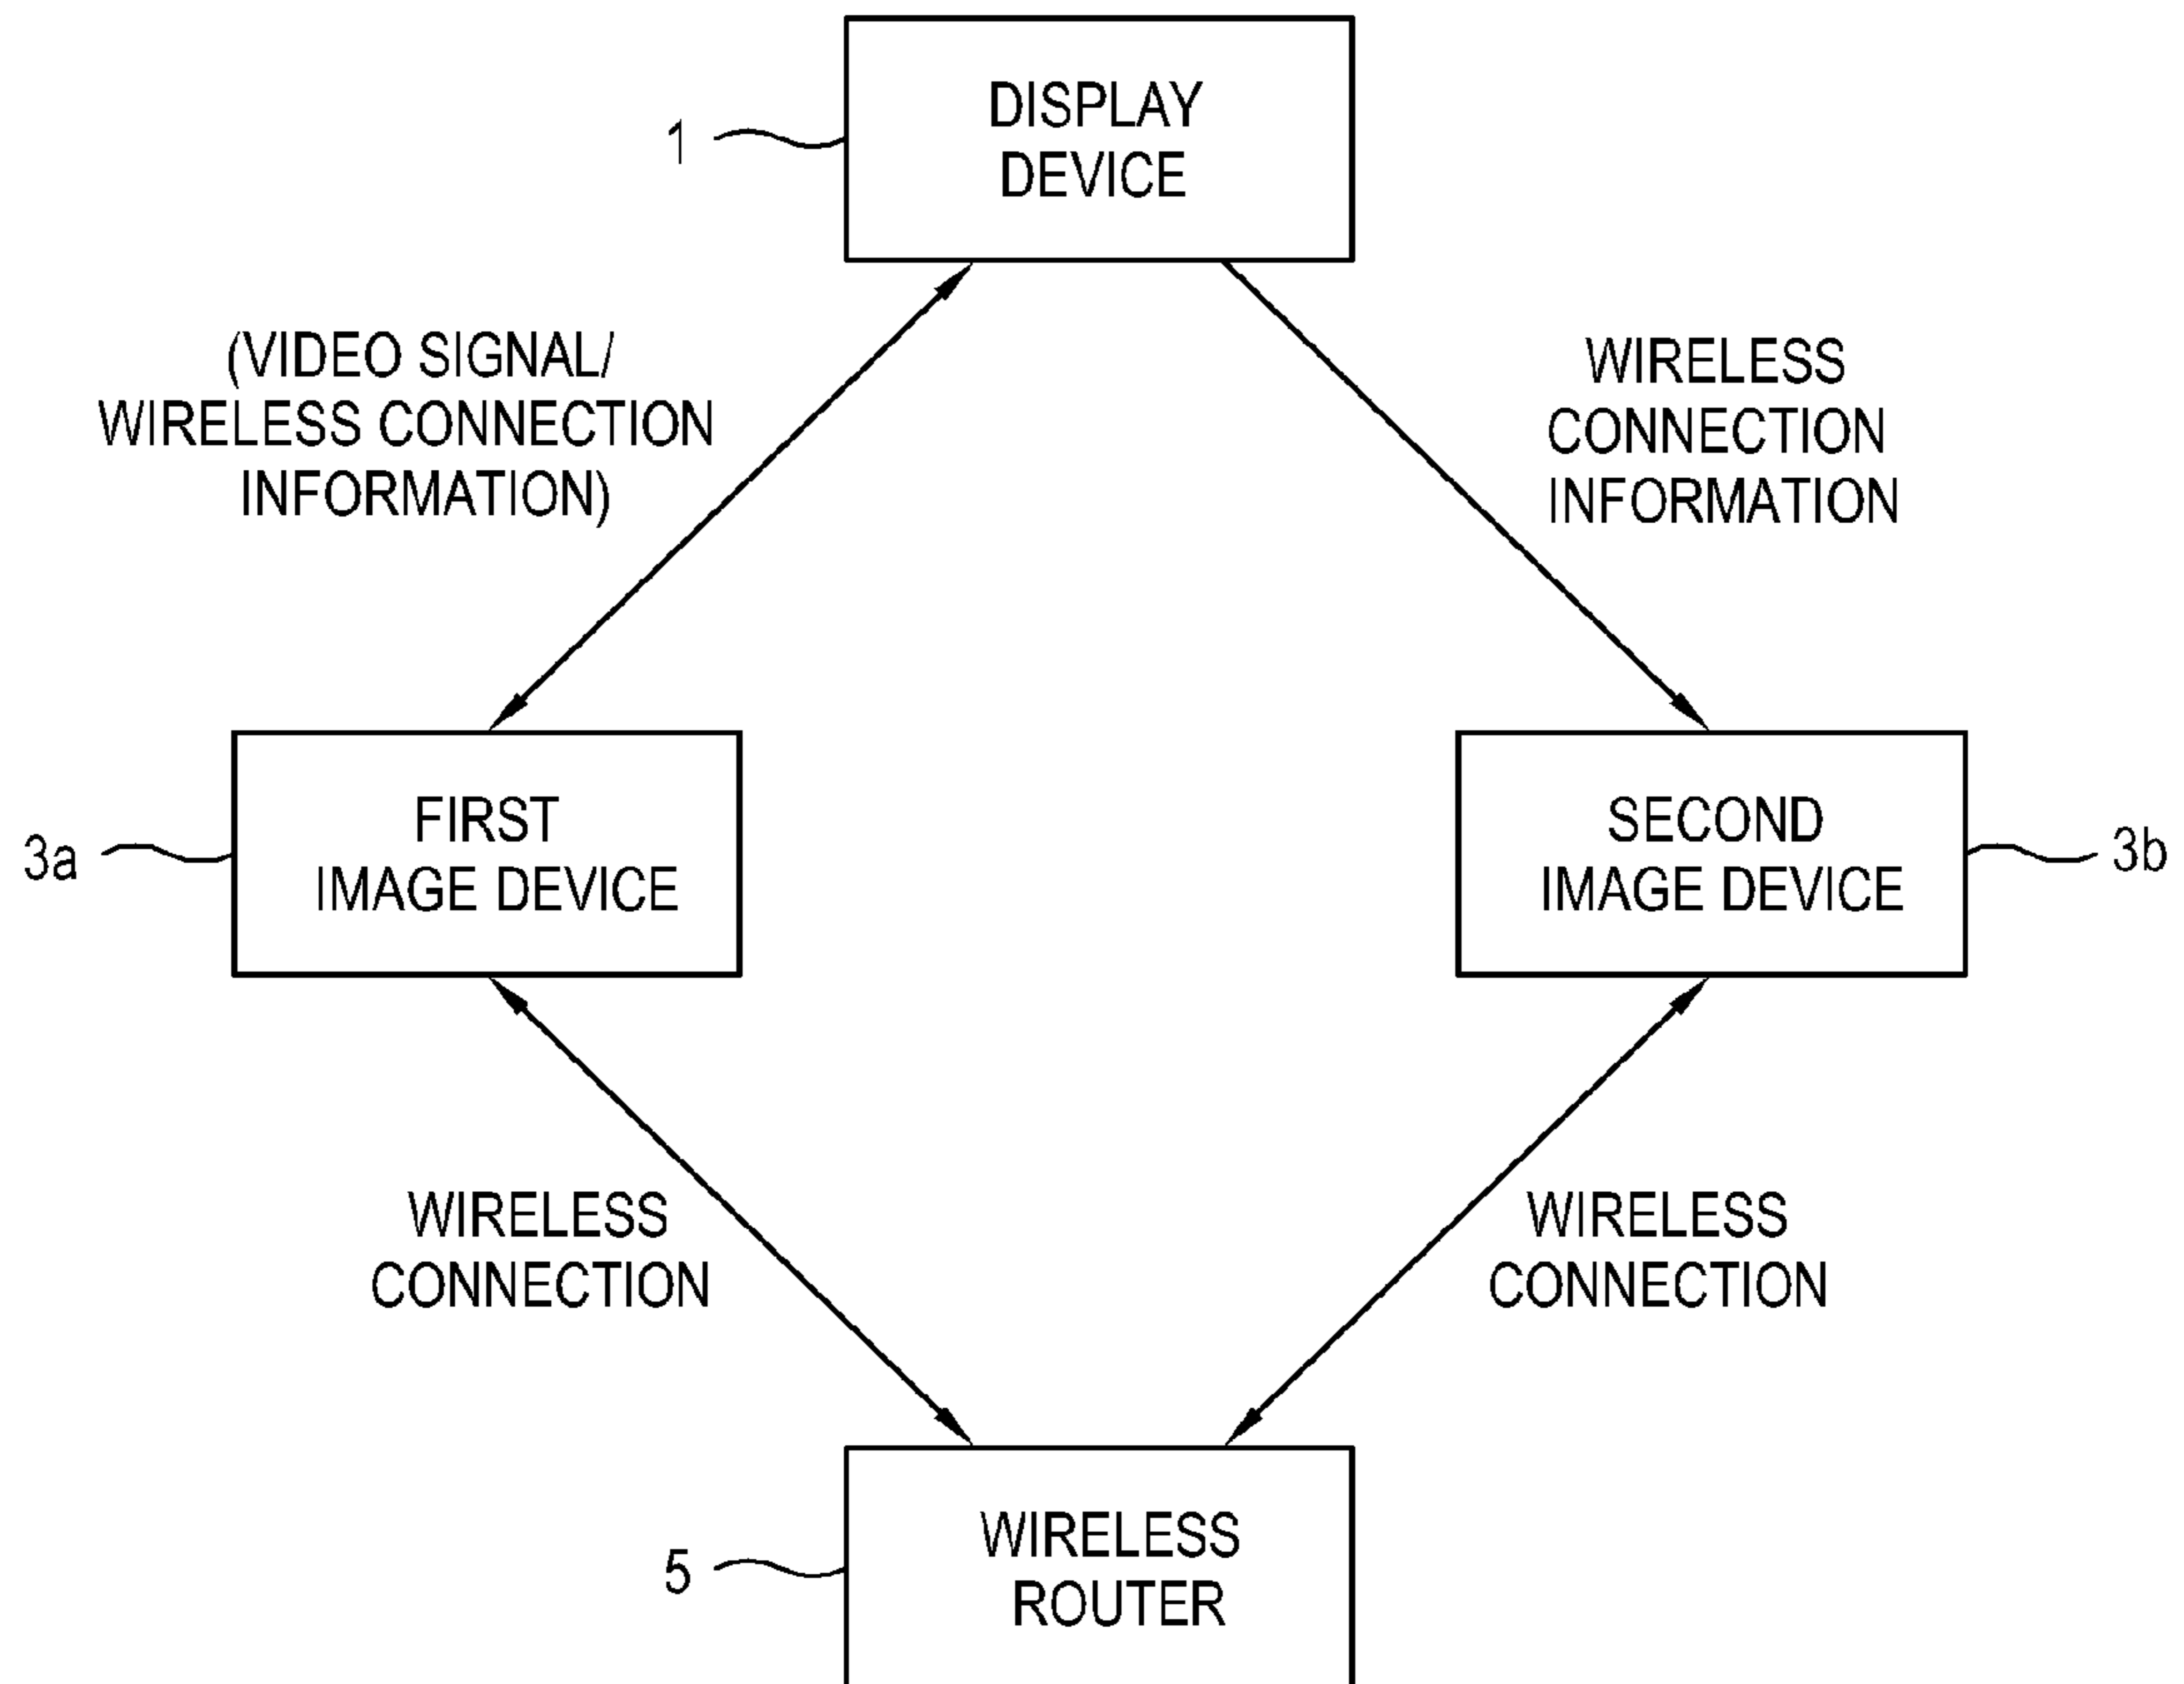 DISPLAY
DEVICE
1
(VIDEO SIGNAL/
WIRELESS CONNECTION
INFORMATION)
WIRELESS
CONNECTION
INFORMATION
3a
FIRST
IMAGE DEVICE
SECOND
IMAGE DEVICE
3b
WIRELESS
CONNECTION
WIRELESS
CONNECTION
5
WIRELESS
ROUTER